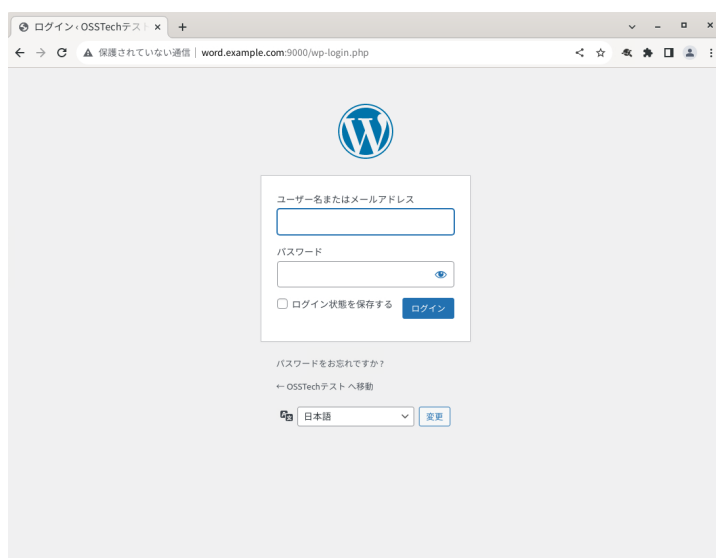 ログイン ‹ OSSTechテスト
保護されていない通信 | word.example.com:9000/wp-login.php
ユーザー名またはメールアドレス
パスワード
ログイン状態を保存する
ログイン
パスワードをお忘れですか ?
← OSSTechテスト へ移動
日本語
変更